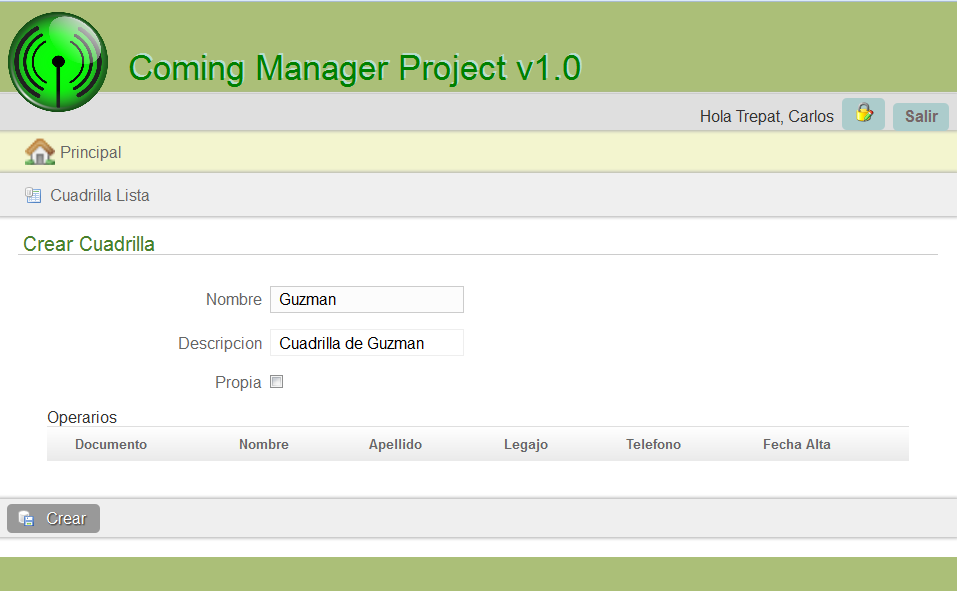 Coming Manager Project v1.0
Hola Trepat, Carlos Salir
Principal
Cuadrilla Lista
Crear Cuadrilla
Nombre Guzman
Descripcion Cuadrilla de Guzman
Propia
Operarios
Documento Nombre Apellido Legajo Telefono Fecha Alta
Crear